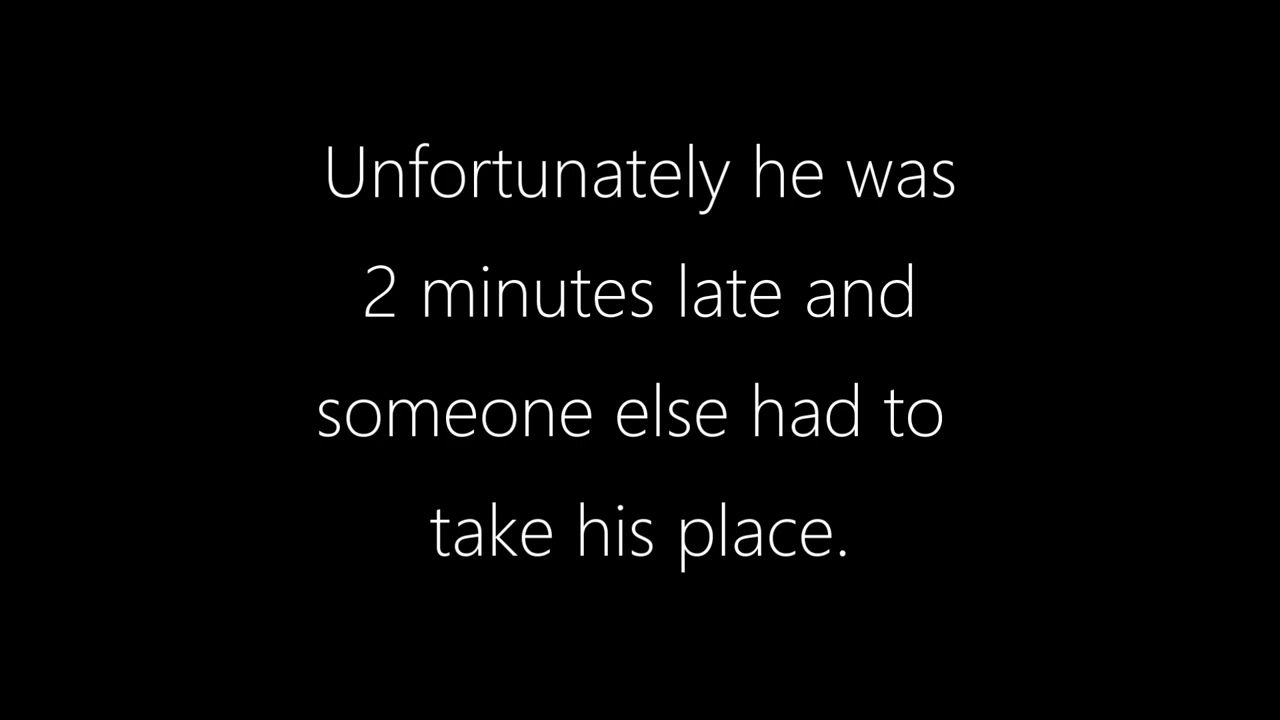 Unfortunately he was
2 minutes late and
someone else had to
take his place.